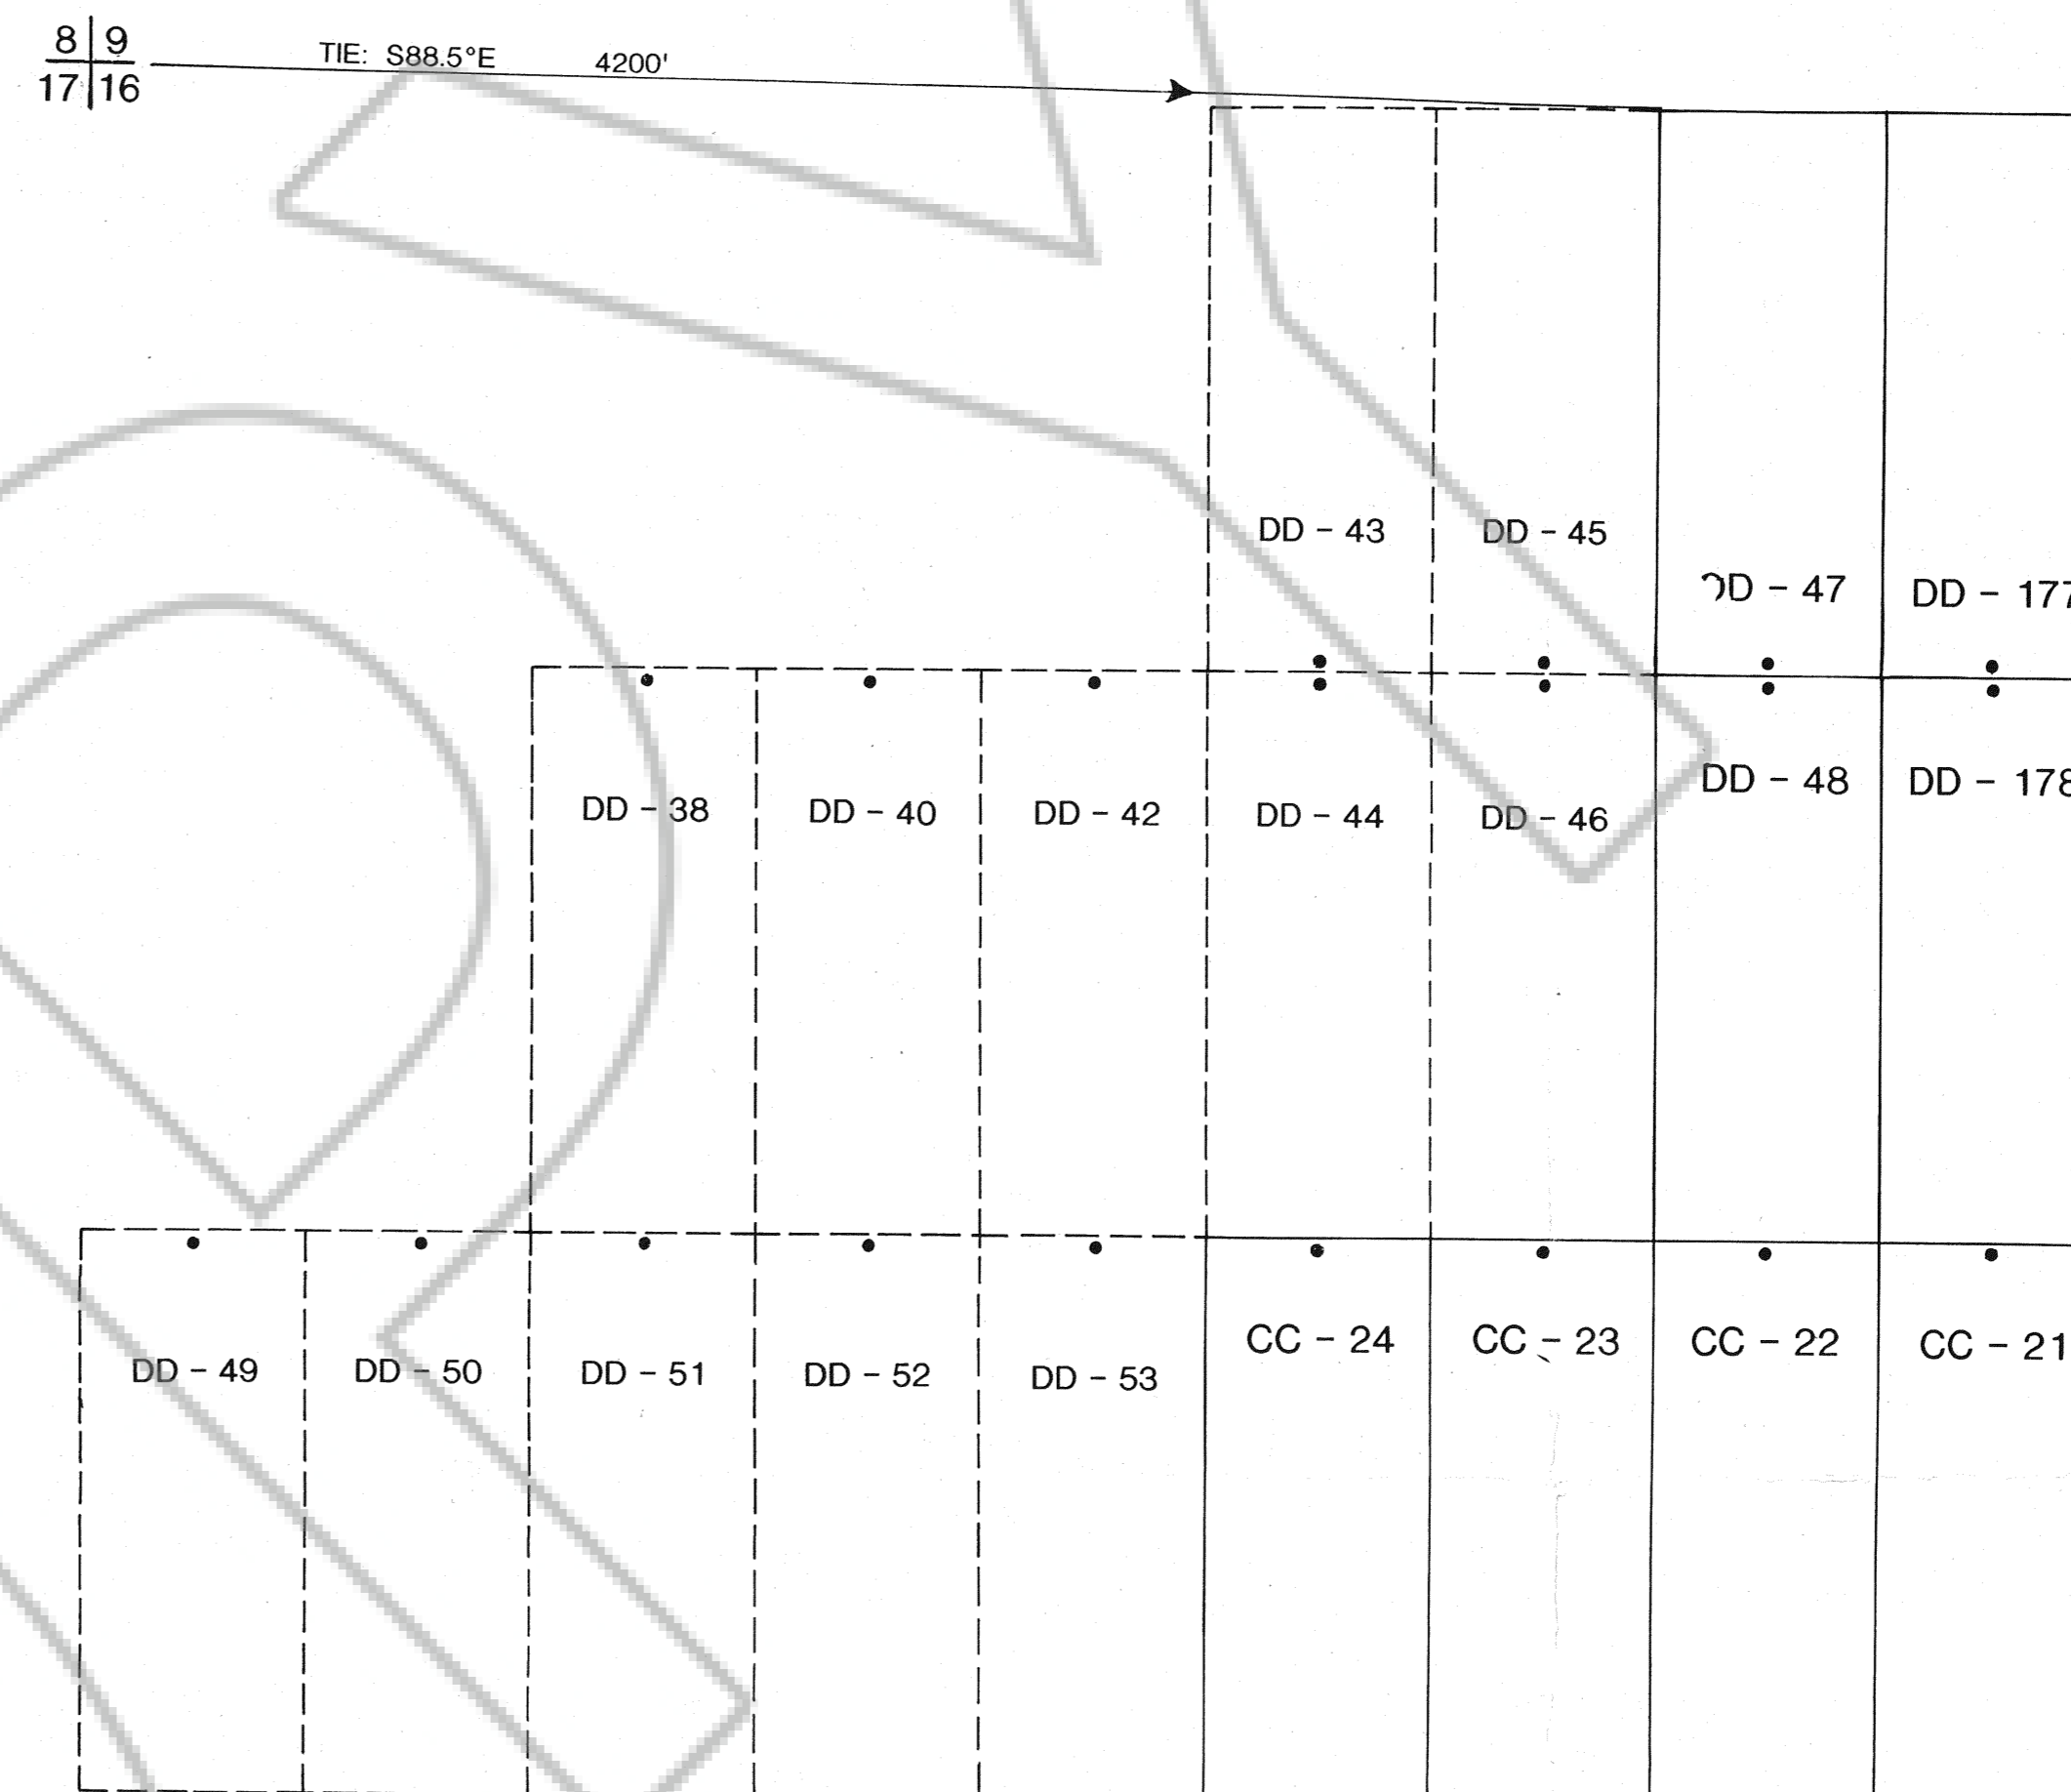 8 9
17 16
TIE: S88.5°E 4200'
DD - 43 DD - 45
DD - 47 DD - 177
DD - 48 DD - 178
DD - 38 DD - 40 DD - 42 DD - 44 DD - 46
CC - 24 CC - 23 CC - 22 CC - 21
DD - 49 DD - 50 DD - 51 DD - 52 DD - 53